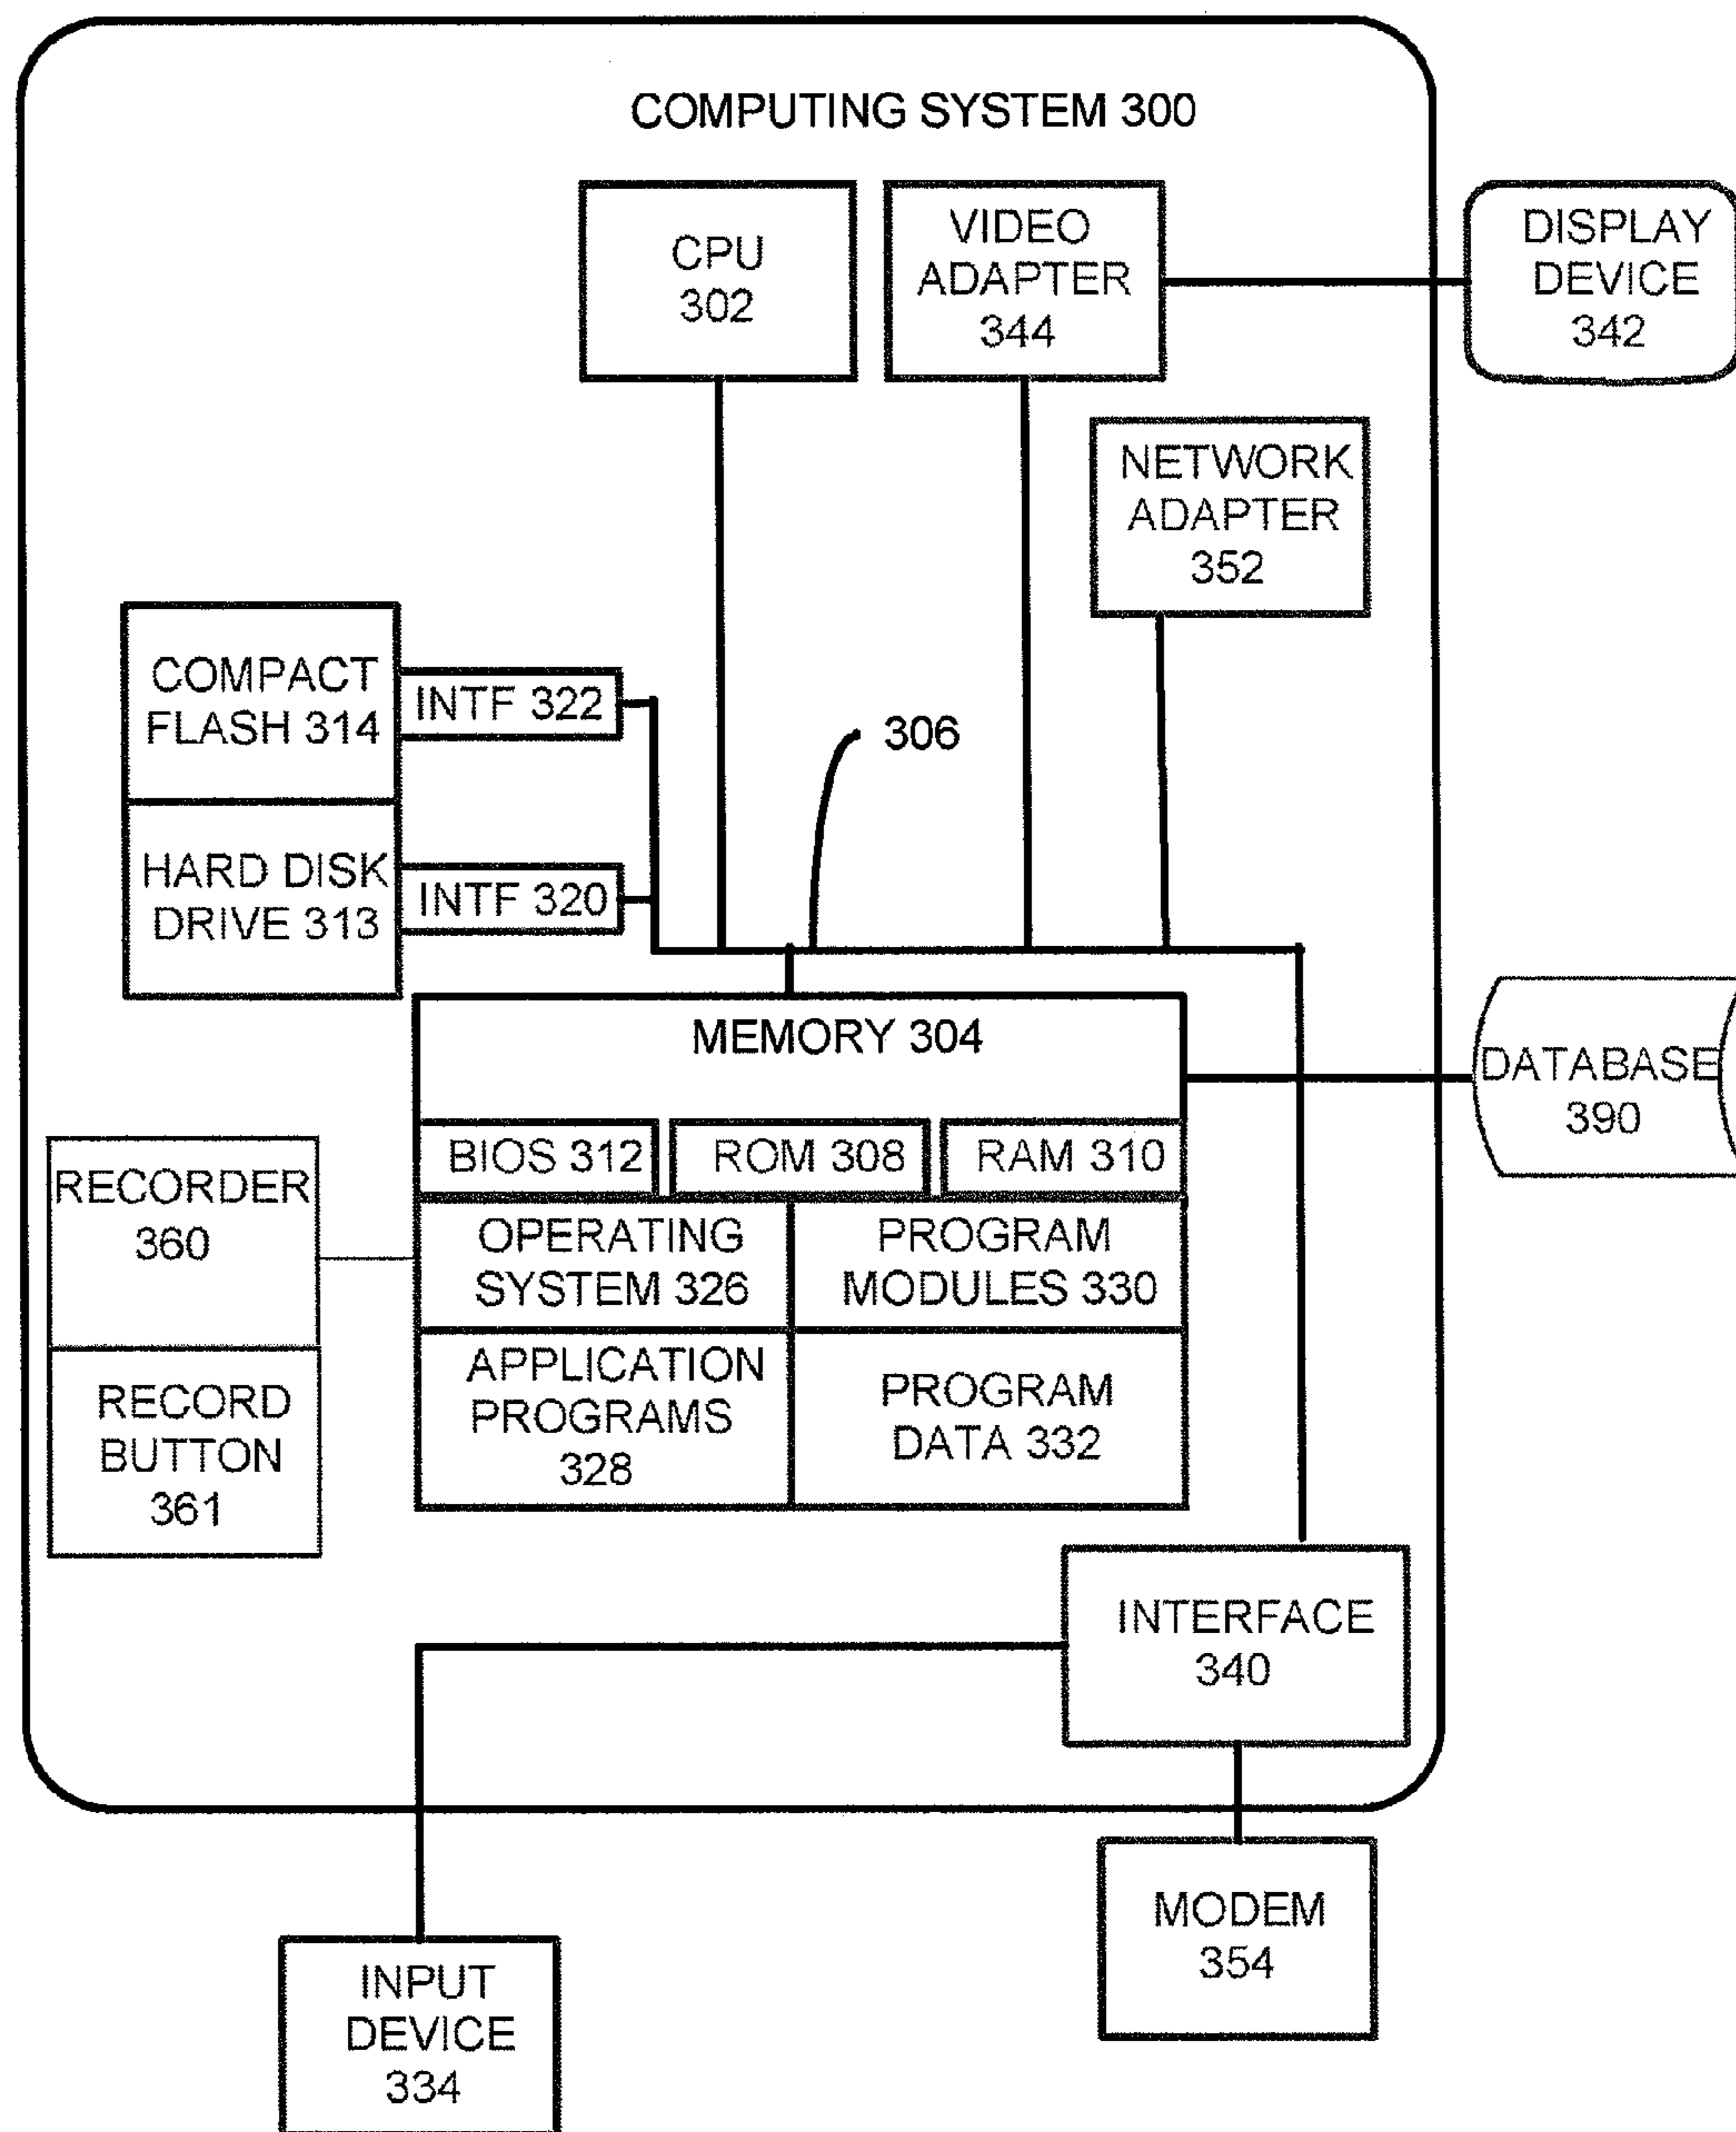 COMPUTING SYSTEM 300
CPU
302
VIDEO
ADAPTER
344
DISPLAY
DEVICE
342
NETWORK
ADAPTER
352
COMPACT
FLASH 314
INTF 322
306
HARD DISK
DRIVE 313
INTF 320
MEMORY 304
DATABASE
390
BIOS 312
ROM 308
RAM 310
RECORDER
360
OPERATING
SYSTEM 326
PROGRAM
MODULES 330
RECORD
BUTTON
361
APPLICATION
PROGRAMS
328
PROGRAM
DATA 332
INTERFACE
340
MODEM
354
INPUT
DEVICE
334